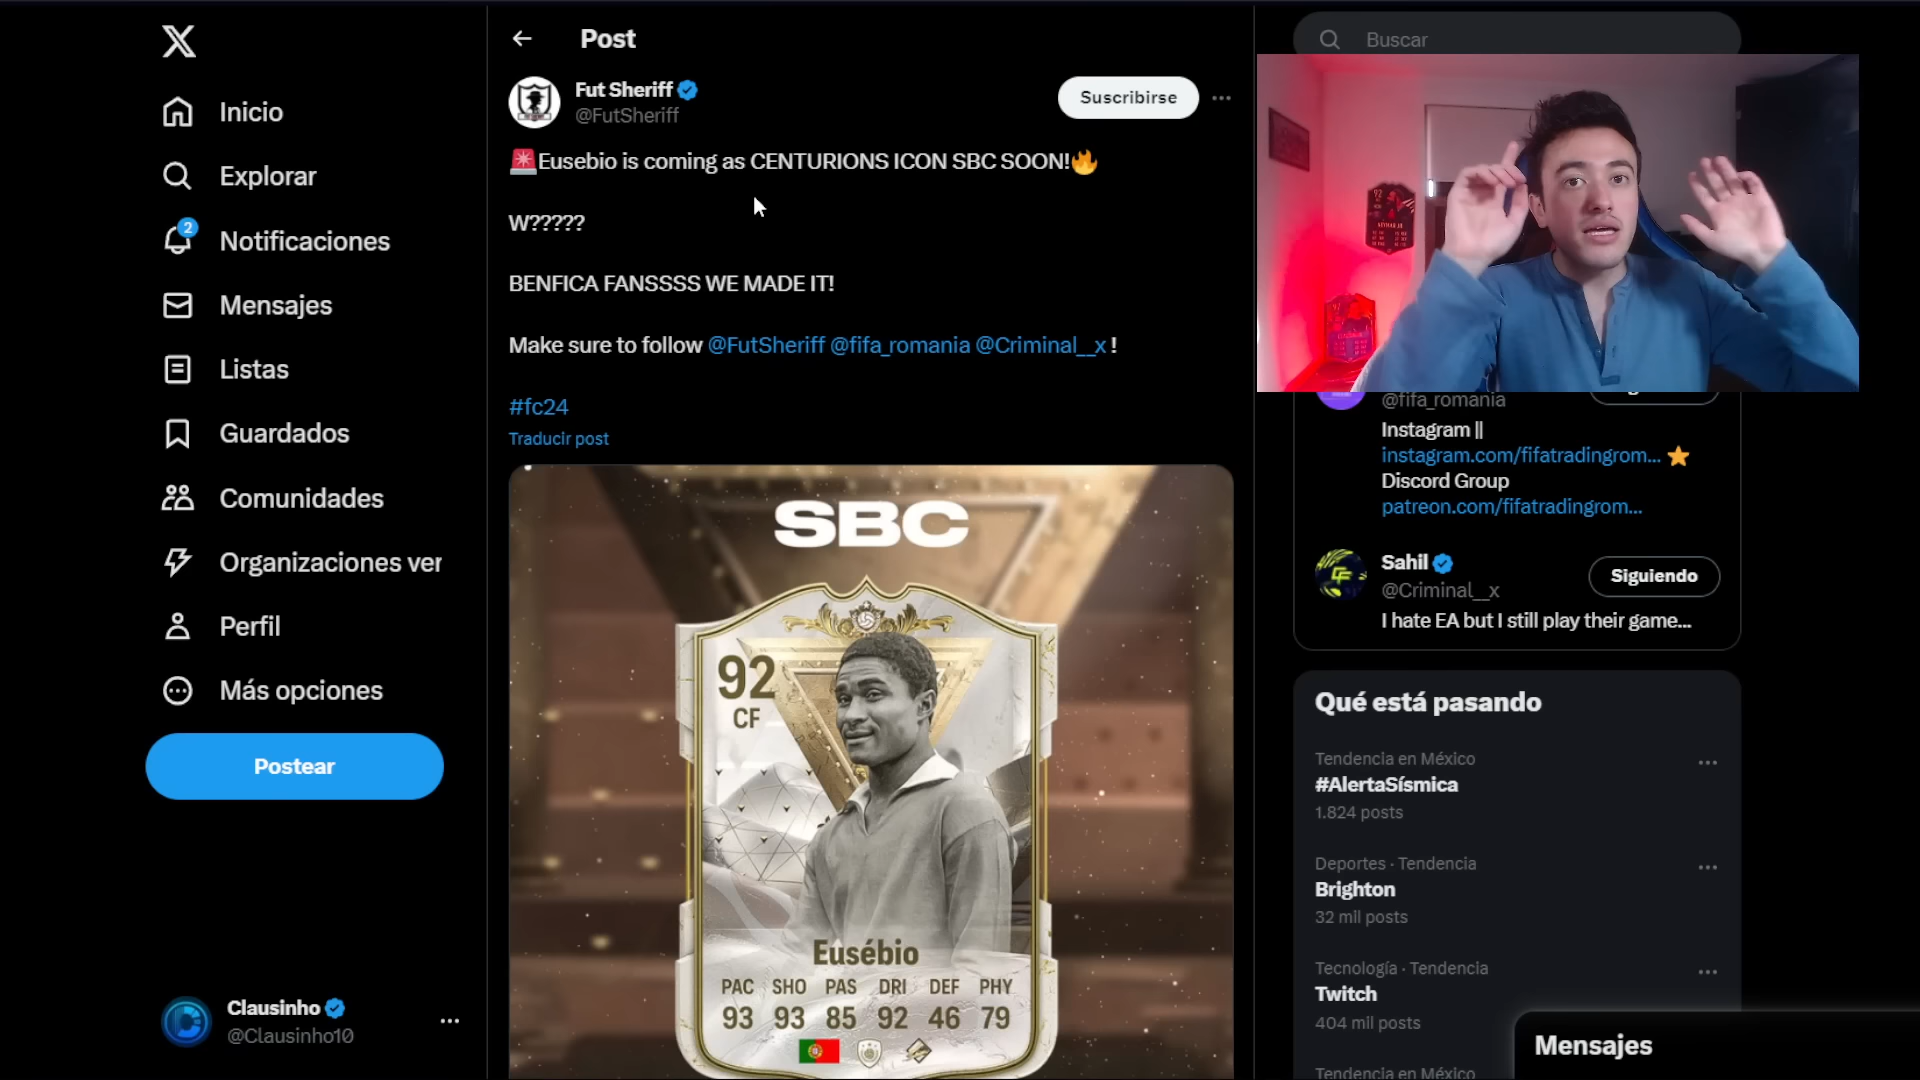 Inicio
Explorar
2
Notificaciones
Mensajes
Listas
Guardados
Comunidades
Organizaciones ver
Perfil
Más opciones
Postear
Clausinho
@Clausinho10
Post
Fut Sheriff
@FutSheriff
Suscribirse
🚨Eusebio is coming as CENTURIONS ICON SBC SOON!🔥
W?????
BENFICA FANSSSS WE MADE IT!
Make sure to follow @FutSheriff @fifa_romania @Criminal__x !
#fc24
Traducir post
SBC
92
CF
Eusébio
PAC SHO PAS DRI DEF PHY
93 93 85 92 46 79
Buscar
@fifa_romania
Instagram ||
instagram.com/fifatradingrom... ⭐
Discord Group
patreon.com/fifatradingrom...
Sahil
@Criminal__x
Siguiendo
I hate EA but I still play their game...
Qué está pasando
Tendencia en México
#AlertaSísmica
1.824 posts
Deportes · Tendencia
Brighton
32 mil posts
Tecnología · Tendencia
Twitch
404 mil posts
Tendencia en México
Mensajes